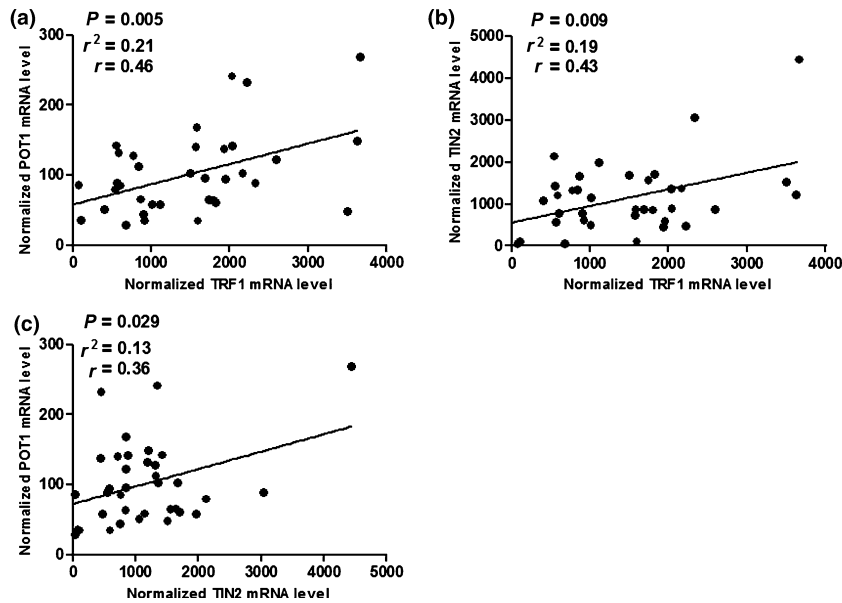 (a)
P = 0.005
r² = 0.21
r = 0.46
300
200
100
0
Normalized POT1 mRNA level
0 1000 2000 3000 4000
Normalized TRF1 mRNA level
(b)
P = 0.009
r² = 0.19
r = 0.43
5000
4000
3000
2000
1000
0
Normalized TIN2 mRNA level
0 1000 2000 3000 4000
Normalized TRF1 mRNA level
(c)
P = 0.029
r² = 0.13
r = 0.36
300
200
100
0
Normalized POT1 mRNA level
0 1000 2000 3000 4000 5000
Normalized TIN2 mRNA level